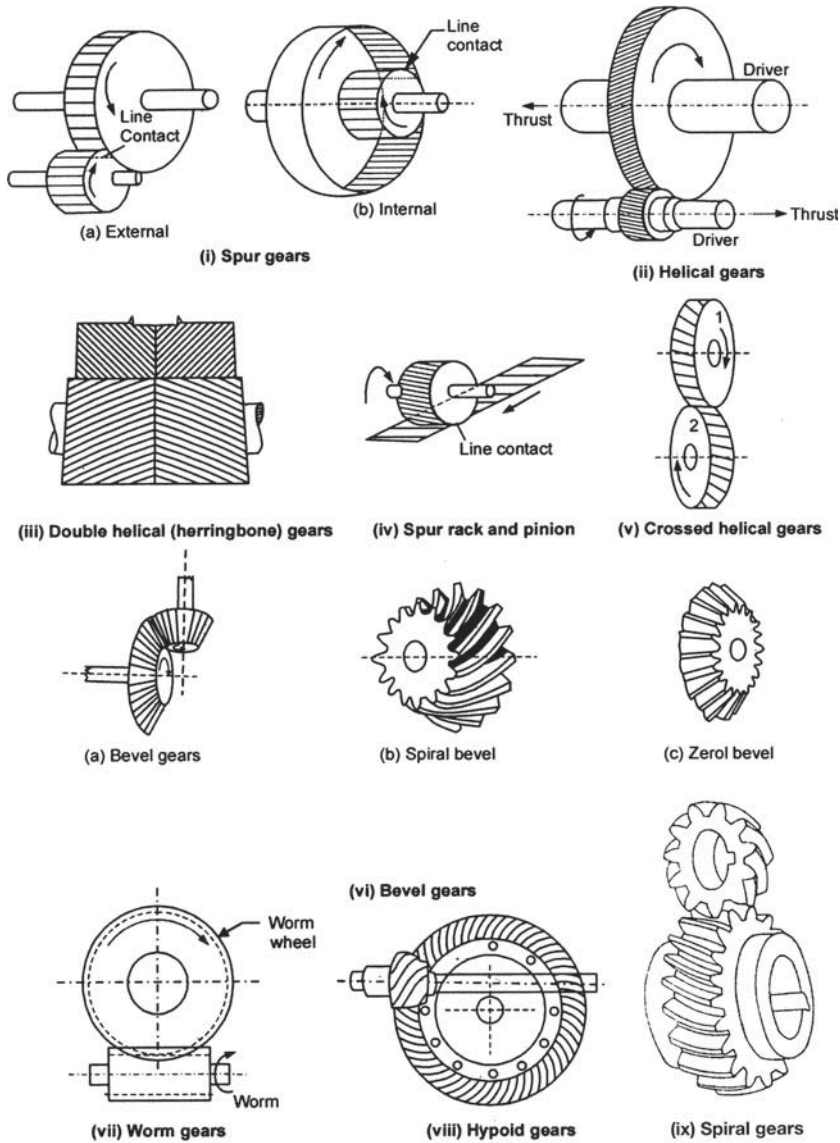 Line
contact
Line
Contact
(a) External
(b) Internal
(i) Spur gears
Driver
Thrust
Thrust
Driver
(ii) Helical gears
(iii) Double helical (herringbone) gears
Line contact
(iv) Spur rack and pinion
1
2
(v) Crossed helical gears
(a) Bevel gears
(b) Spiral bevel
(c) Zerol bevel
(vi) Bevel gears
Worm
wheel
Worm
(vii) Worm gears
(viii) Hypoid gears
(ix) Spiral gears